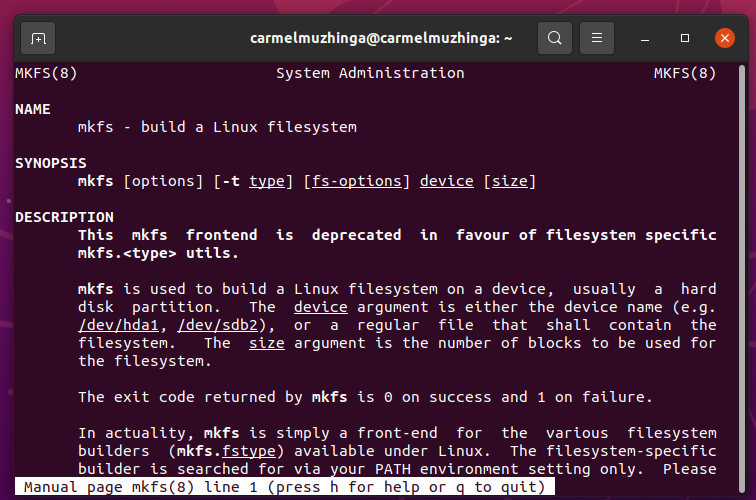 carmelmuzhinga@carmelmuzhinga: ~
MKFS(8) System Administration MKFS(8)
NAME
mkfs - build a Linux filesystem
SYNOPSIS
mkfs [options] [-t type] [fs-options] device [size]
DESCRIPTION
This mkfs frontend is deprecated in favour of filesystem specific
mkfs.<type> utils.
mkfs is used to build a Linux filesystem on a device, usually a hard
disk partition. The device argument is either the device name (e.g.
/dev/hda1, /dev/sdb2), or a regular file that shall contain the
filesystem. The size argument is the number of blocks to be used for
the filesystem.
The exit code returned by mkfs is 0 on success and 1 on failure.
In actuality, mkfs is simply a front-end for the various filesystem
builders (mkfs.fstype) available under Linux. The filesystem-specific
builder is searched for via your PATH environment setting only. Please
Manual page mkfs(8) line 1 (press h for help or q to quit)